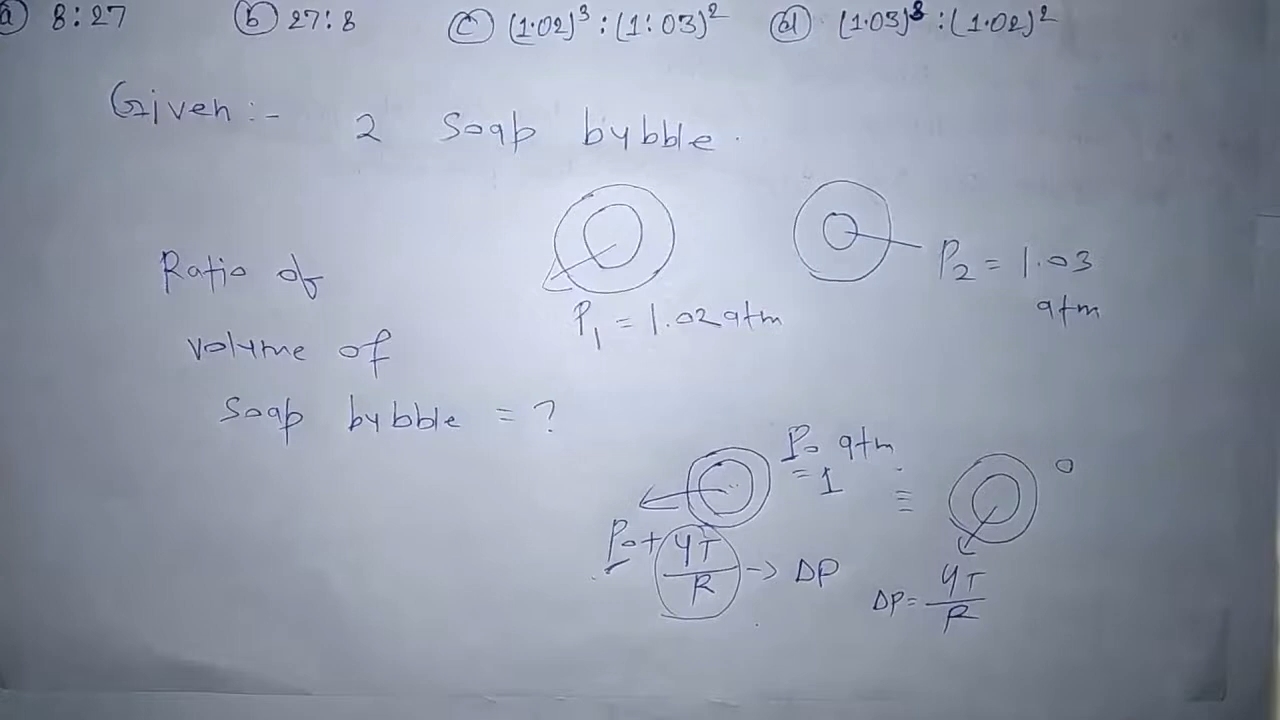 (a) 8:27 (b) 27:8 (c) (1.02)³ : (1:03)² (d) (1.03)³ : (1.02)²
Given :- 2 Soap bubble.
Ratio of
volume of
Soap bubble = ?
P₁ = 1.02 atm
P₂ = 1.03
atm
P₀ atm
= 1
≡
0
P₀ + 4T/R → ΔP
ΔP = 4T/R